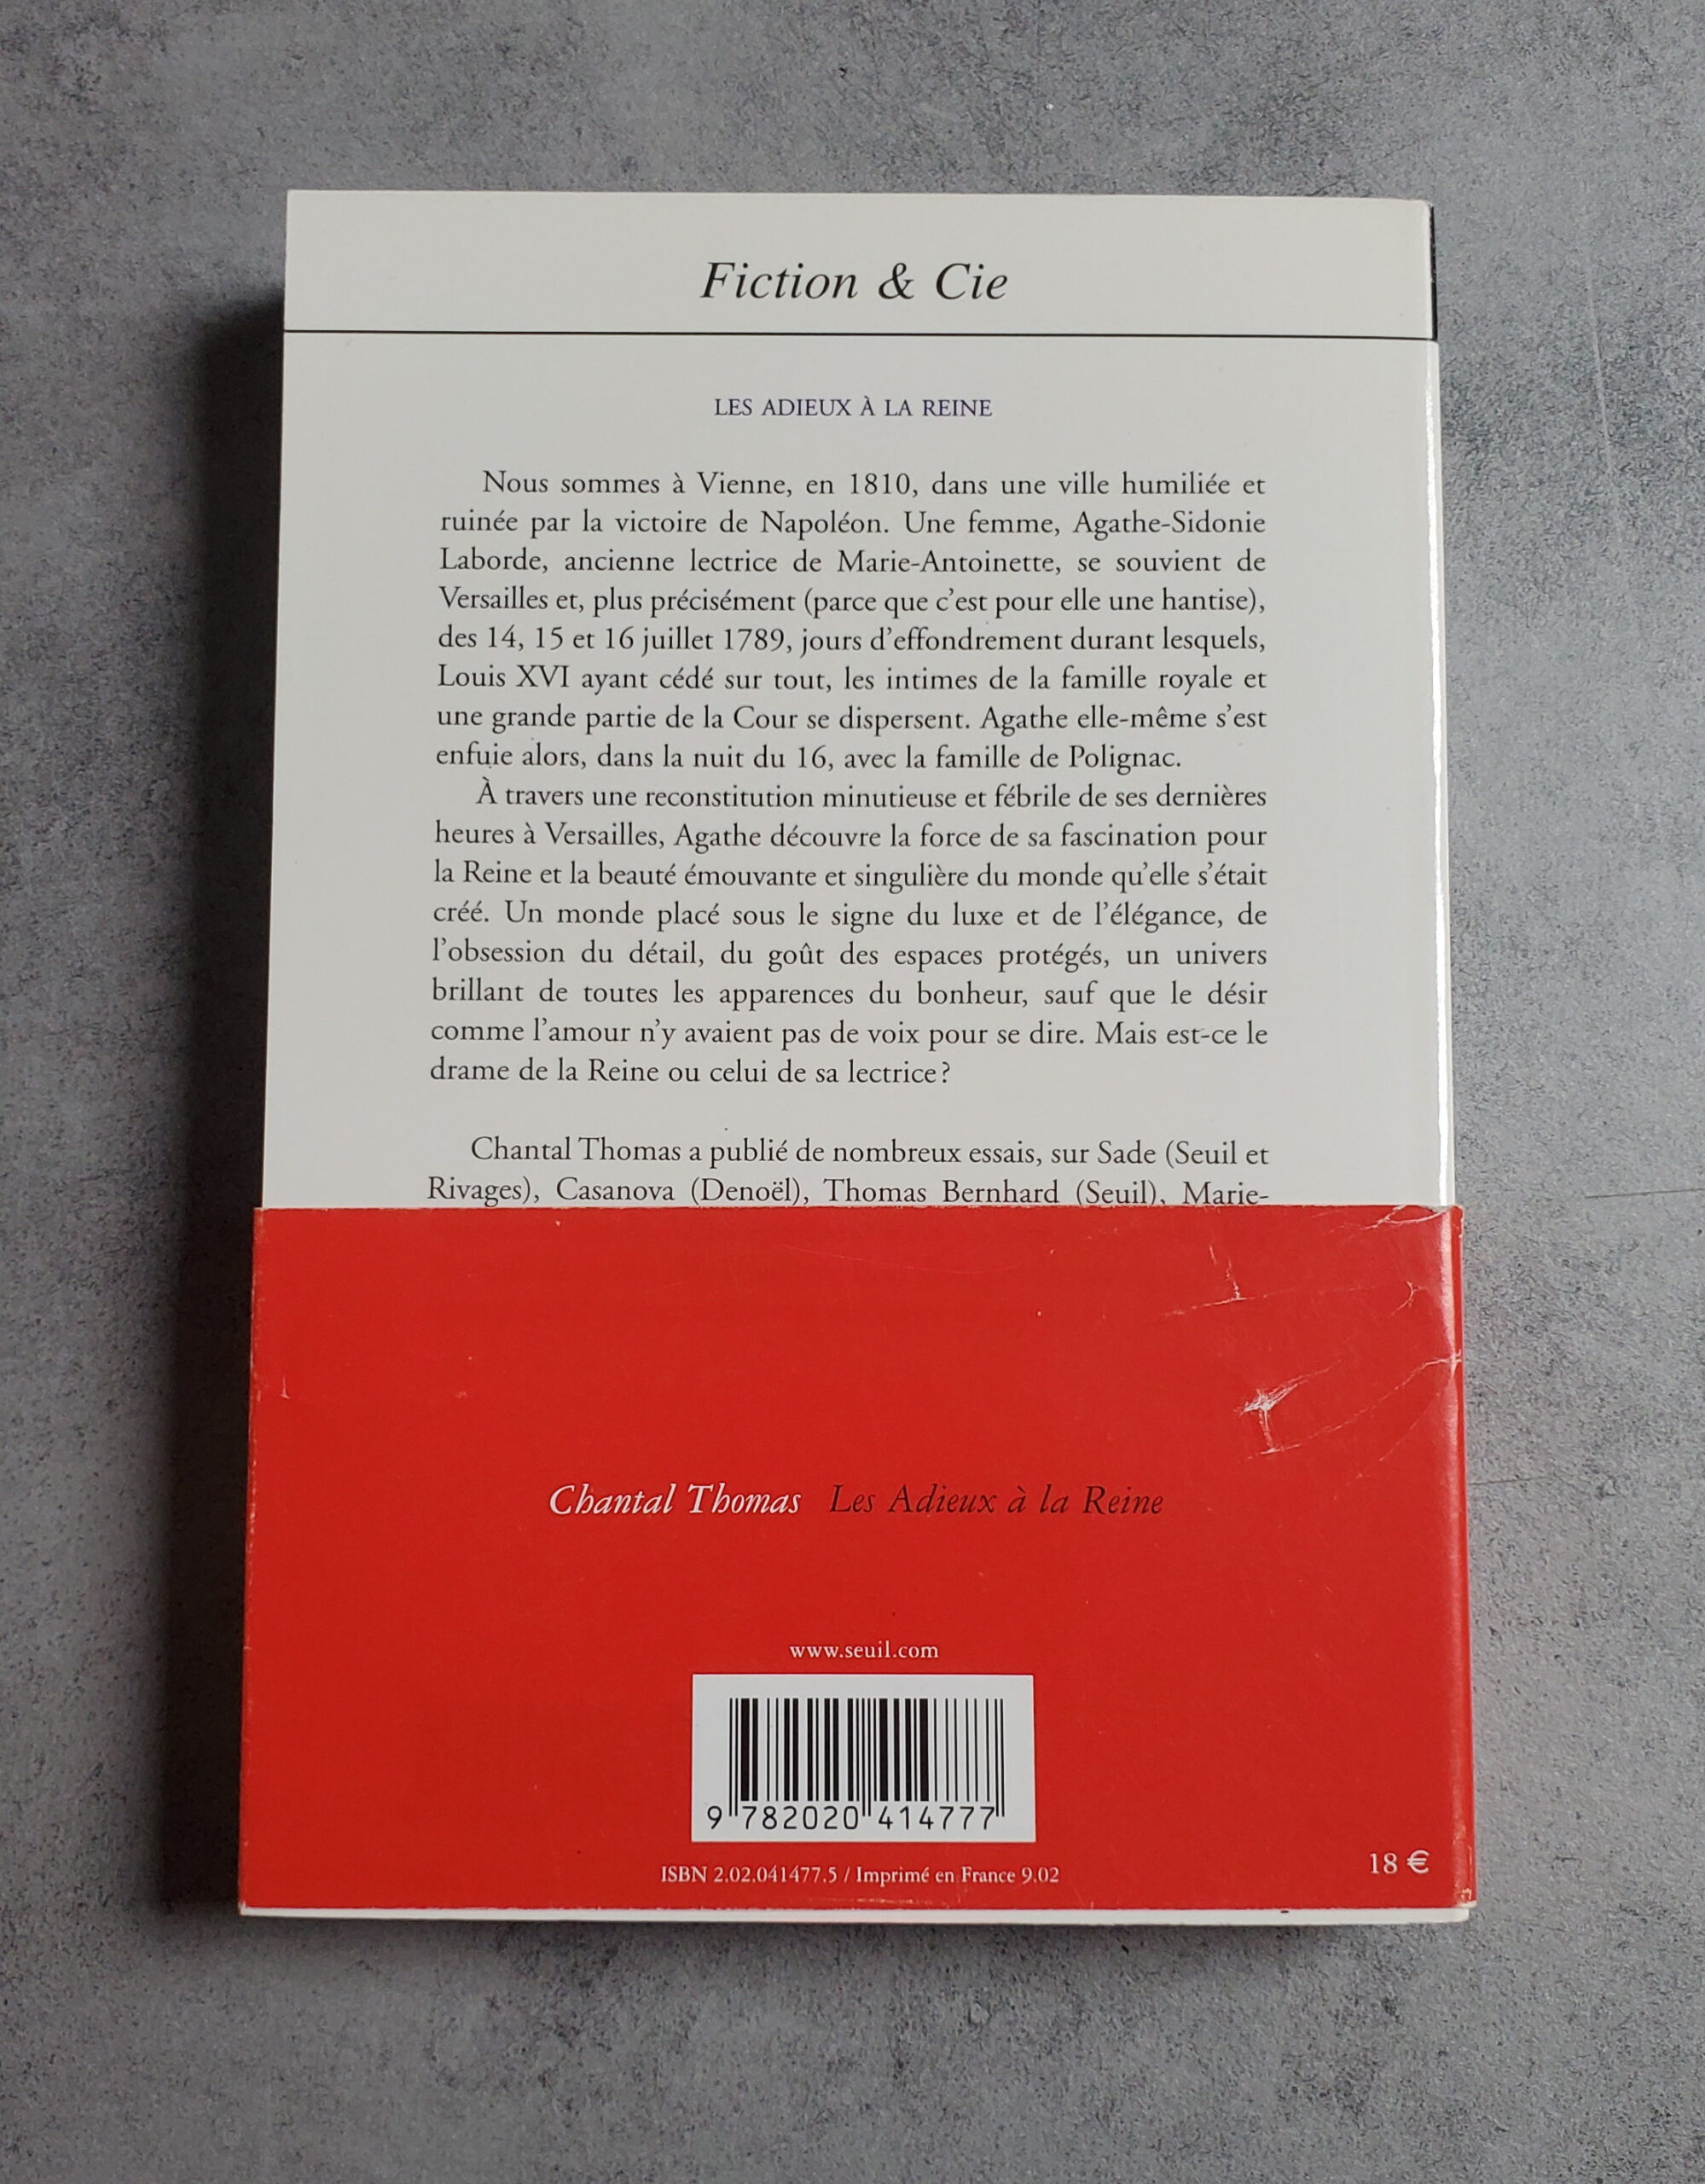 Fiction & Cie
LES ADIEUX À LA REINE
Nous sommes à Vienne, en 1810, dans une ville humiliée et
ruinée par la victoire de Napoléon. Une femme, Agathe-Sidonie
Laborde, ancienne lectrice de Marie-Antoinette, se souvient de
Versailles et, plus précisément (parce que c’est pour elle une hantise),
des 14, 15 et 16 juillet 1789, jours d’effondrement durant lesquels,
Louis XVI ayant cédé sur tout, les intimes de la famille royale et
une grande partie de la Cour se dispersent. Agathe elle-même s’est
enfuie alors, dans la nuit du 16, avec la famille de Polignac.
À travers une reconstitution minutieuse et fébrile de ses dernières
heures à Versailles, Agathe découvre la force de sa fascination pour
la Reine et la beauté émouvante et singulière du monde qu’elle s’était
créé. Un monde placé sous le signe du luxe et de l’élégance, de
l’obsession du détail, du goût des espaces protégés, un univers
brillant de toutes les apparences du bonheur, sauf que le désir
comme l’amour n’y avaient pas de voix pour se dire. Mais est-ce le
drame de la Reine ou celui de sa lectrice ?
Chantal Thomas a publié de nombreux essais, sur Sade (Seuil et
Rivages), Casanova (Denoël), Thomas Bernhard (Seuil), Marie-
Chantal Thomas Les Adieux à la Reine
www.seuil.com
9 782020 414777
ISBN 2.02.041477.5 / Imprimé en France 9.02
18 €